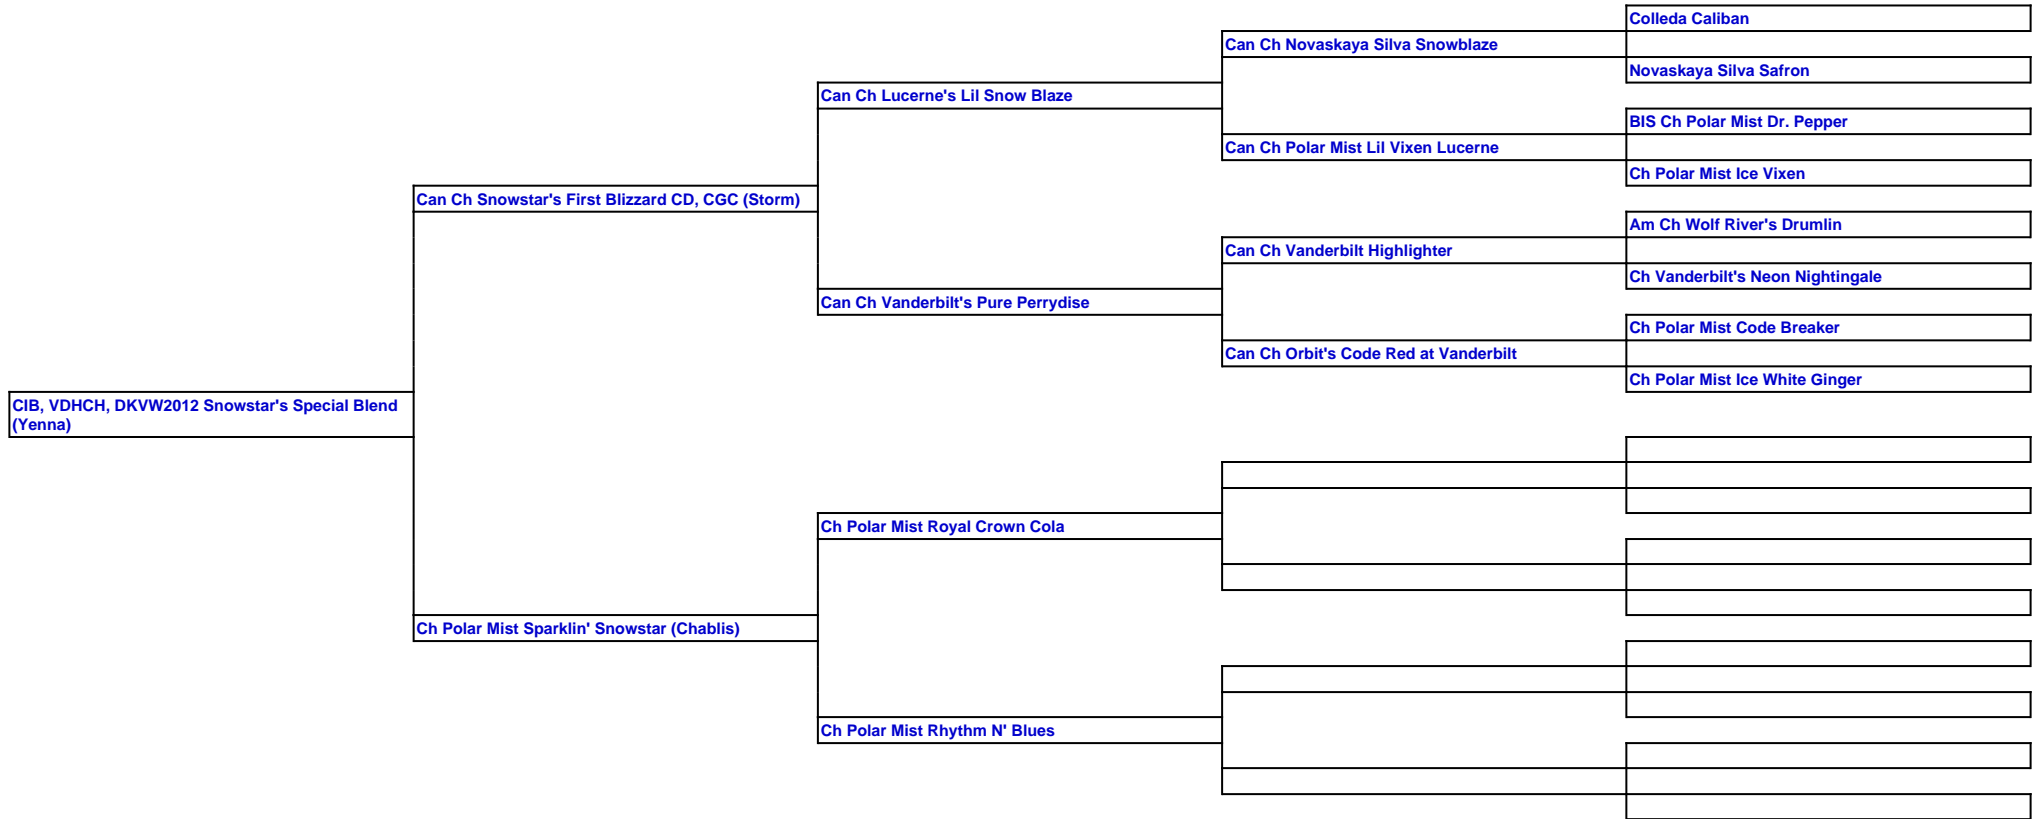 Colleda Caliban
Can Ch Novaskaya Silva Snowblaze
Novaskaya Silva Safron
Can Ch Lucerne's Lil Snow Blaze
BIS Ch Polar Mist Dr. Pepper
Can Ch Polar Mist Lil Vixen Lucerne
Ch Polar Mist Ice Vixen
Can Ch Snowstar's First Blizzard CD, CGC (Storm)
Am Ch Wolf River's Drumlin
Can Ch Vanderbilt Highlighter
Ch Vanderbilt's Neon Nightingale
Can Ch Vanderbilt's Pure Perrydise
Ch Polar Mist Code Breaker
Can Ch Orbit's Code Red at Vanderbilt
Ch Polar Mist Ice White Ginger
CIB, VDHCH, DKVW2012 Snowstar's Special Blend
(Yenna)
Ch Polar Mist Royal Crown Cola
Ch Polar Mist Sparklin' Snowstar (Chablis)
Ch Polar Mist Rhythm N' Blues